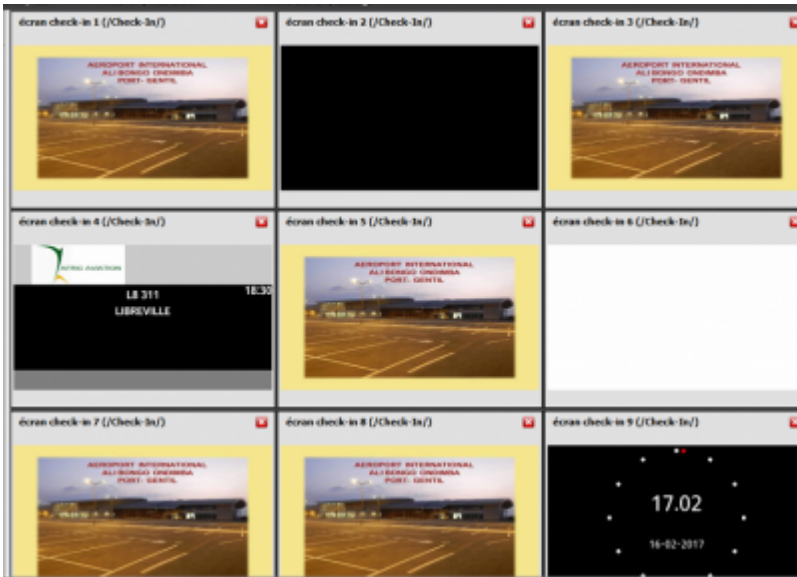 écran check-in 1 (/Check-In/)
écran check-in 2 (/Check-In/)
écran check-in 3 (/Check-In/)
AEROPORT INTERNATIONAL
ALI BONGO ONDIMBA
PORT- GENTIL
AEROPORT INTERNATIONAL
ALI BONGO ONDIMBA
PORT- GENTIL
écran check-in 4 (/Check-In/)
écran check-in 5 (/Check-In/)
écran check-in 6 (/Check-In/)
AVIATION
L8 311
18:30
LIBREVILLE
AEROPORT INTERNATIONAL
ALI BONGO ONDIMBA
PORT- GENTIL
écran check-in 7 (/Check-In/)
écran check-in 8 (/Check-In/)
écran check-in 9 (/Check-In/)
AEROPORT INTERNATIONAL
ALI BONGO ONDIMBA
PORT- GENTIL
AEROPORT INTERNATIONAL
ALI BONGO ONDIMBA
PORT- GENTIL
17.02
16-02-2017